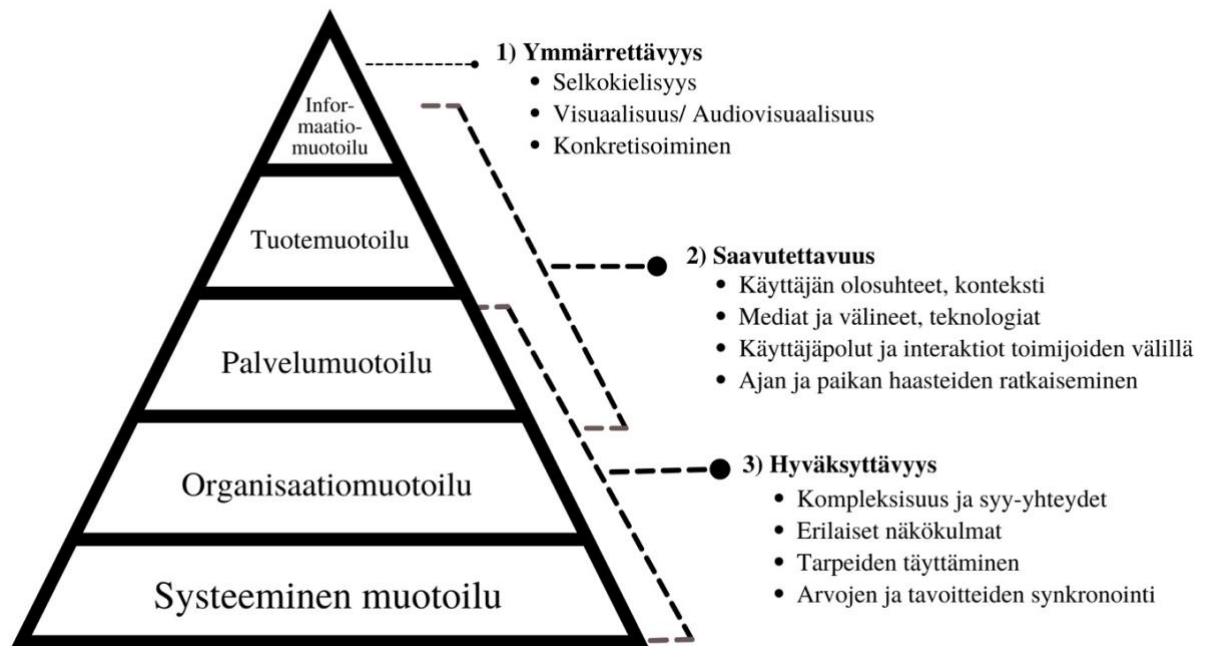 Infor-
maatio-
muotoilu
Tuotemuotoilu
Palvelumuotoilu
Organisaatiomuotoilu
Systeeminen muotoilu
1) Ymmärrettävyys
• Selkokielisyys
• Visuaalisuus/ Audiovisuaalisuus
• Konkretisoiminen
2) Saavutettavuus
• Käyttäjän olosuhteet, konteksti
• Mediat ja välineet, teknologiat
• Käyttäjäpolut ja interaktiot toimijoiden välillä
• Ajan ja paikan haasteiden ratkaiseminen
3) Hyväksyttävyys
• Kompleksisuus ja syy-yhteydet
• Erilaiset näkökulmat
• Tarpeiden täyttäminen
• Arvojen ja tavoitteiden synkronointi